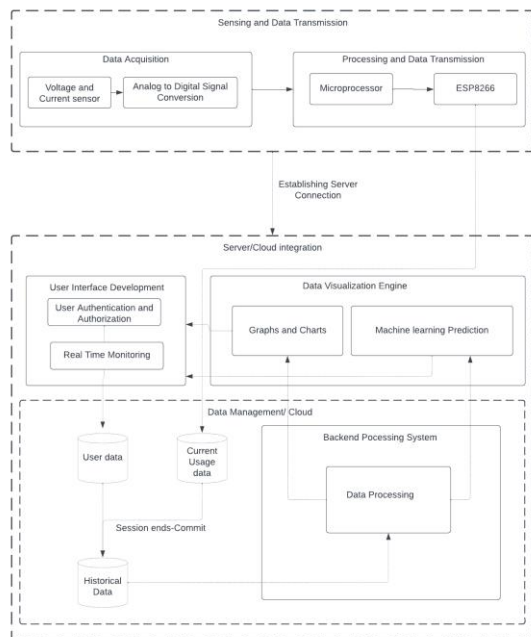 Sensing and Data Transmission
Data Acquisition
Voltage and
Current sensor
Analog to Digital Signal
Conversion
Processing and Data Transmission
Microprocessor
ESP8266
Establishing Server
Connection
Server/Cloud integration
User Interface Development
User Authentication and
Authorization
Real Time Monitoring
Data Visualization Engine
Graphs and Charts
Machine learning Prediction
Data Management/ Cloud
User data
Current
Usage
data
Session ends-Commit
Historical
Data
Backend Pocessing System
Data Processing